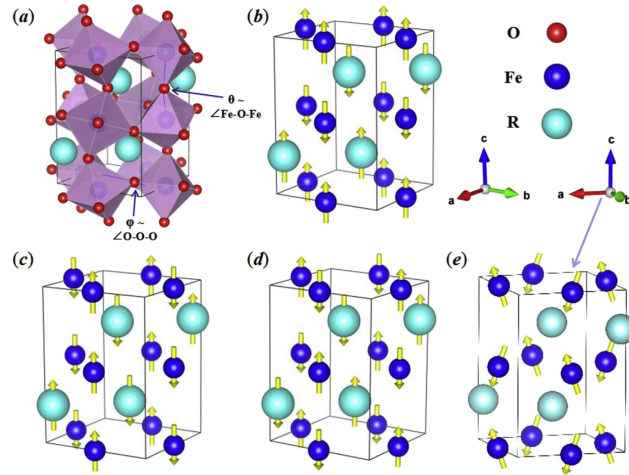 (a)
θ ~
∠Fe-O-Fe
φ ~
∠O-O-O
(b)
O
Fe
R
c
a
b
c
a
b
(c)
(d)
(e)